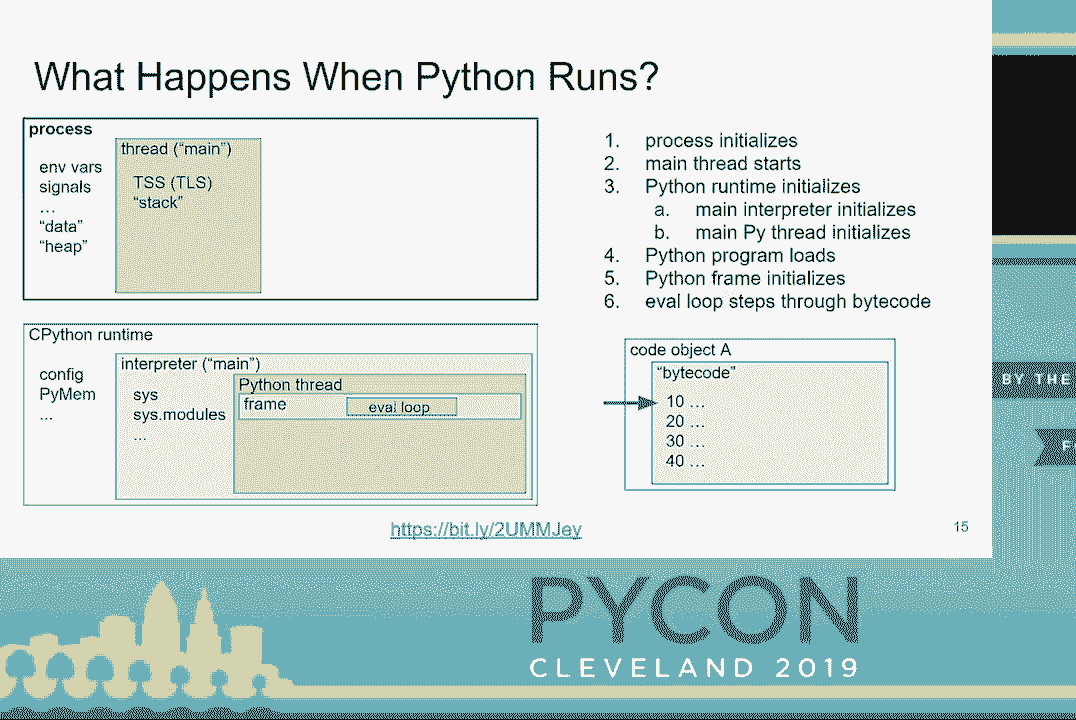 What Happens When Python Runs?
process
env vars
signals
…
“data”
“heap”
thread (“main”)
TSS (TLS)
“stack”
1. process initializes
2. main thread starts
3. Python runtime initializes
a. main interpreter initializes
b. main Py thread initializes
4. Python program loads
5. Python frame initializes
6. eval loop steps through bytecode
CPython runtime
config
PyMem
...
interpreter (“main”)
sys
sys.modules
...
Python thread
frame
eval loop
code object A
“bytecode”
10 …
20 …
30 …
40 …
https://bit.ly/2UMMJey
15
BY THE
PYCON
CLEVELAND 2019